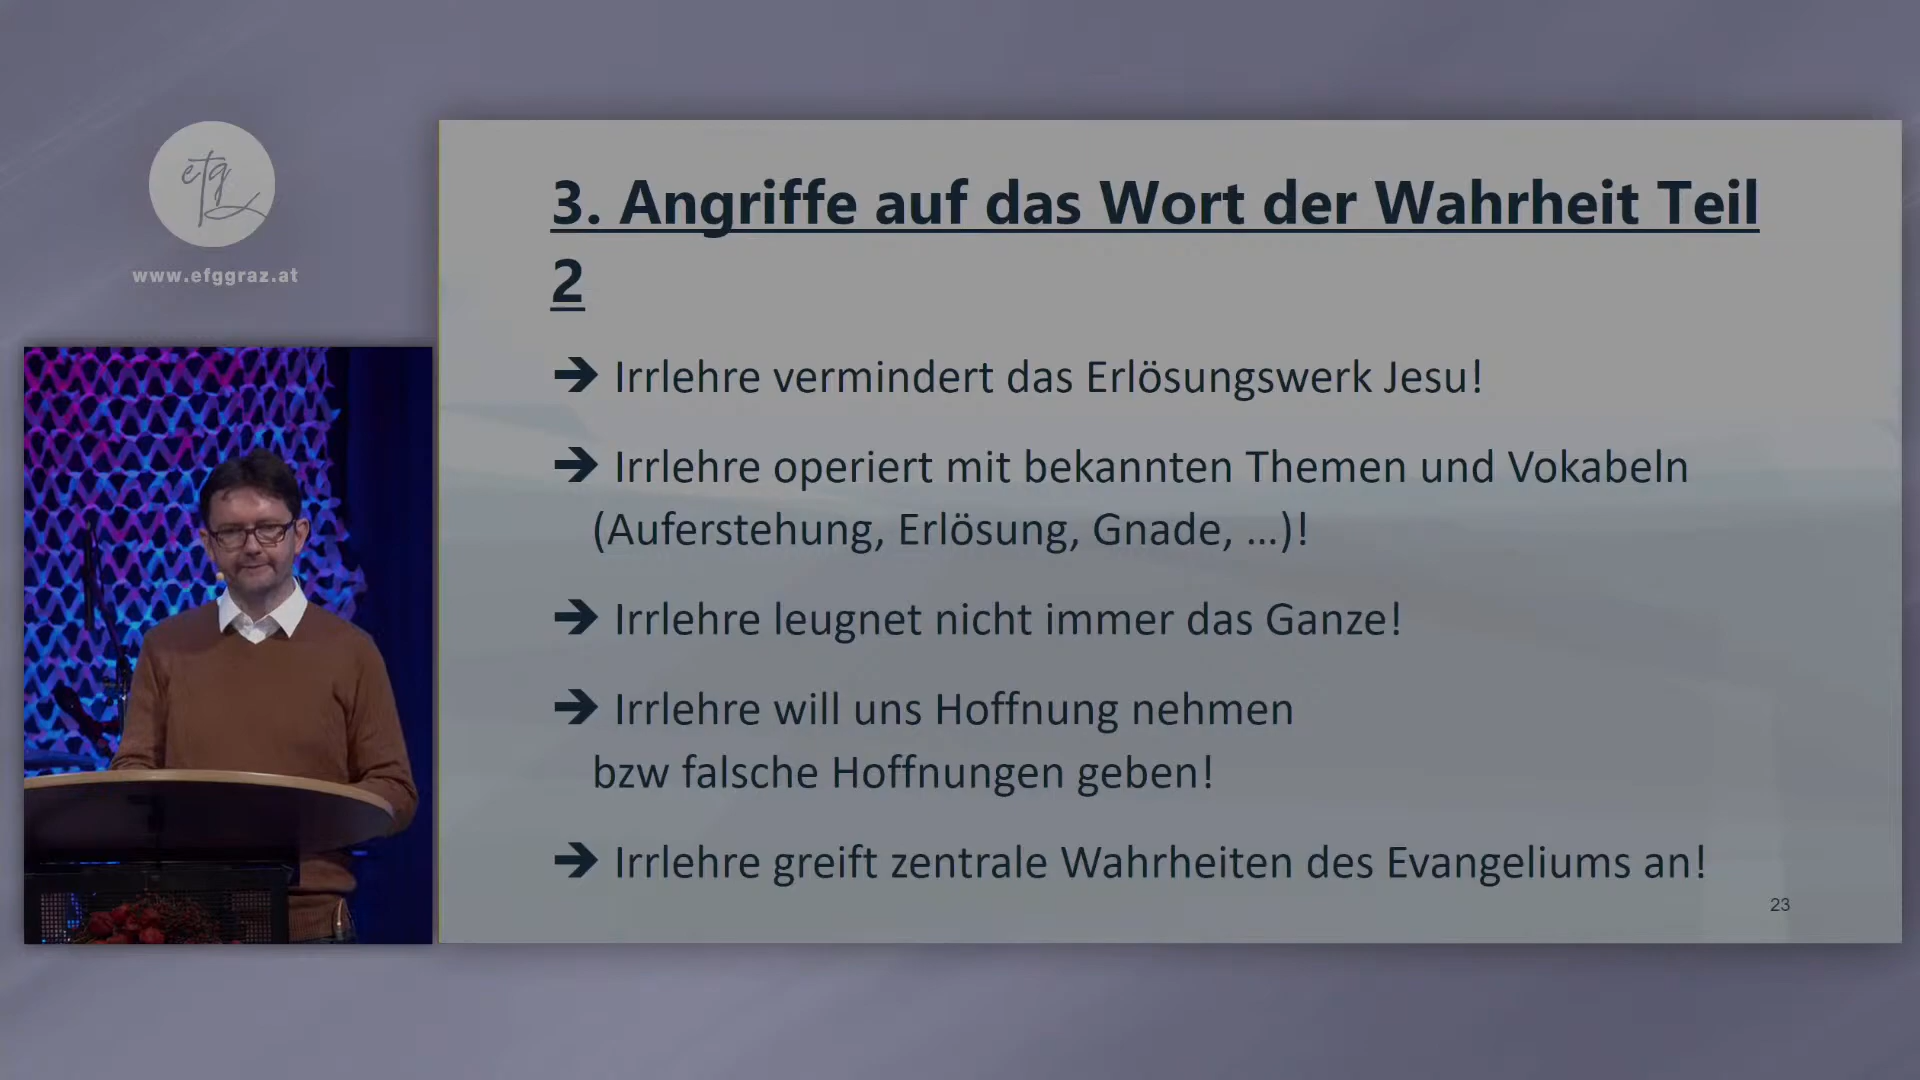 efg
www.efggraz.at
3. Angriffe auf das Wort der Wahrheit Teil
2
➔ Irrlehre vermindert das Erlösungswerk Jesu!
➔ Irrlehre operiert mit bekannten Themen und Vokabeln
(Auferstehung, Erlösung, Gnade, ...)!
➔ Irrlehre leugnet nicht immer das Ganze!
➔ Irrlehre will uns Hoffnung nehmen
bzw falsche Hoffnungen geben!
➔ Irrlehre greift zentrale Wahrheiten des Evangeliums an!
23